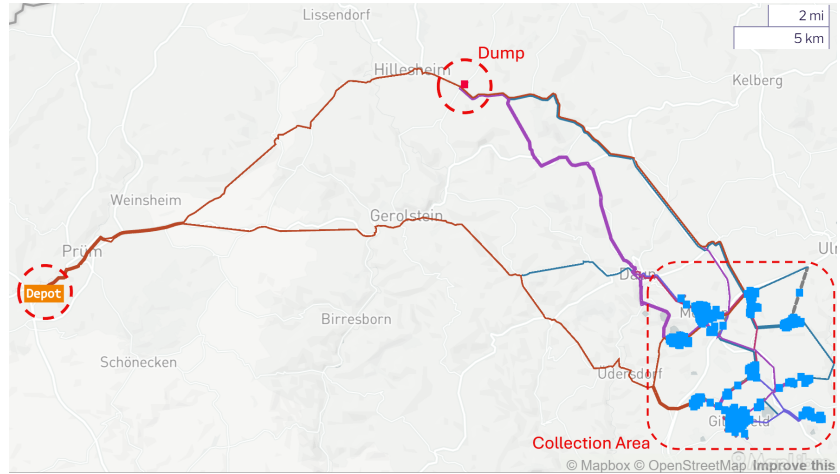 Lissendorf
2 mi
5 km
Dump
Hillesheim
Kelberg
Weinsheim
Gerolstein
Prüm
Depot
Birresborn
Schönecken
Üdersdorf
Collection Area
© Mapbox © OpenStreetMap Improve this